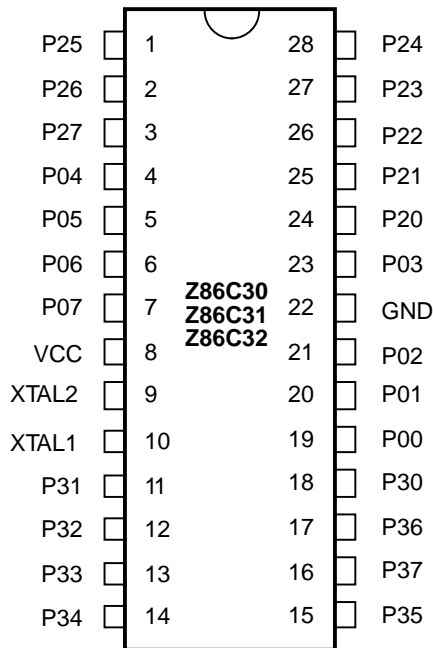 P25 1 28 P24
P26 2 27 P23
P27 3 26 P22
P04 4 25 P21
P05 5 24 P20
P06 6 23 P03
Z86C30
P07 7 22 GND
Z86C31
Z86C32
VCC 8 21 P02
XTAL2 9 20 P01
XTAL1 10 19 P00
P31 11 18 P30
P32 12 17 P36
P33 13 16 P37
P34 14 15 P35